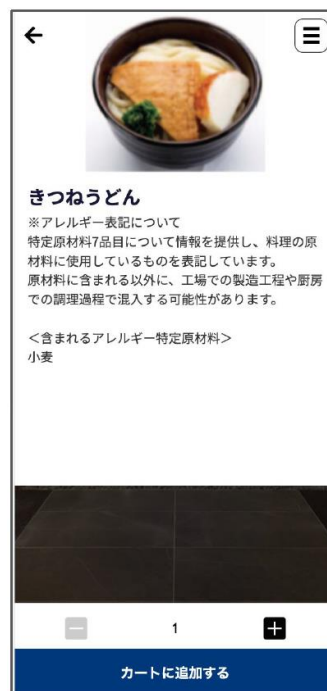 きつねうどん
※アレルギー表記について
特定原材料7品目について情報を提供し、料理の原
材料に使用しているものを表記しています。
原材料に含まれる以外に、工場での製造工程や厨房
での調理過程で混入する可能性があります。
＜含まれるアレルギー特定原材料＞
小麦
1
カートに追加する